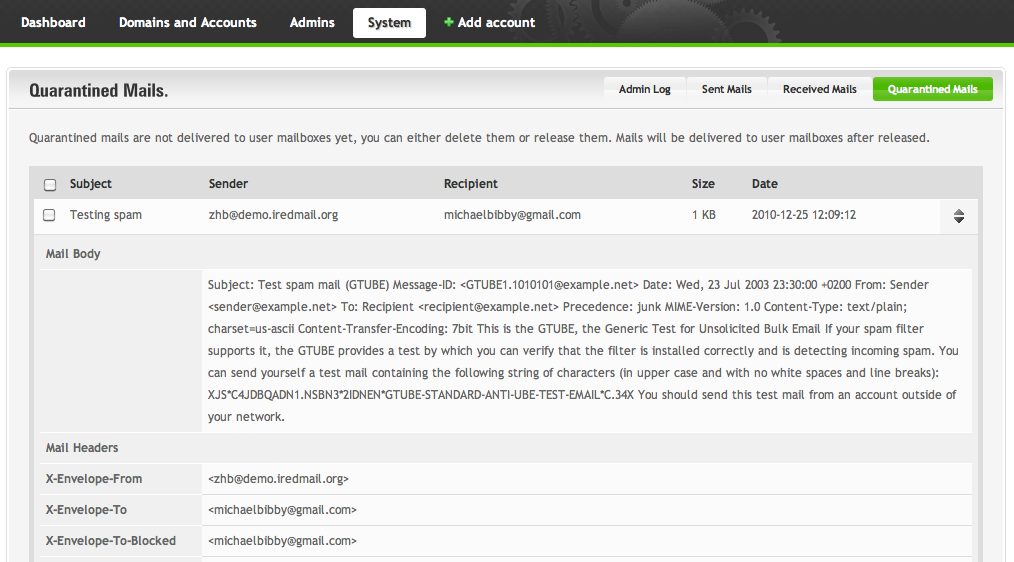 Dashboard Domains and Accounts Admins System Add account
Quarantined Mails. Admin Log Sent Mails Received Mails Quarantined Mails
Quarantined mails are not delivered to user mailboxes yet, you can either delete them or release them. Mails will be delivered to user mailboxes after released.
Subject Sender Recipient Size Date
Testing spam zhb@demo.iredmail.org michaelbibby@gmail.com 1 KB 2010-12-25 12:09:12
Mail Body
Subject: Test spam mail (GTUBE) Message-ID: <GTUBE1.1010101@example.net> Date: Wed, 23 Jul 2003 23:30:00 +0200 From: Sender
<sender@example.net> To: Recipient <recipient@example.net> Precedence: junk MIME-Version: 1.0 Content-Type: text/plain;
charset=us-ascii Content-Transfer-Encoding: 7bit This is the GTUBE, the Generic Test for Unsolicited Bulk Email If your spam filter
supports it, the GTUBE provides a test by which you can verify that the filter is installed correctly and is detecting incoming spam. You
can send yourself a test mail containing the following string of characters (in upper case and with no white spaces and line breaks):
XJS*C4JDBQADN1.NSBN3*2IDNEN*GTUBE-STANDARD-ANTI-UBE-TEST-EMAIL*C.34X You should send this test mail from an account outside of
your network.
Mail Headers
X-Envelope-From <zhb@demo.iredmail.org>
X-Envelope-To <michaelbibby@gmail.com>
X-Envelope-To-Blocked <michaelbibby@gmail.com>